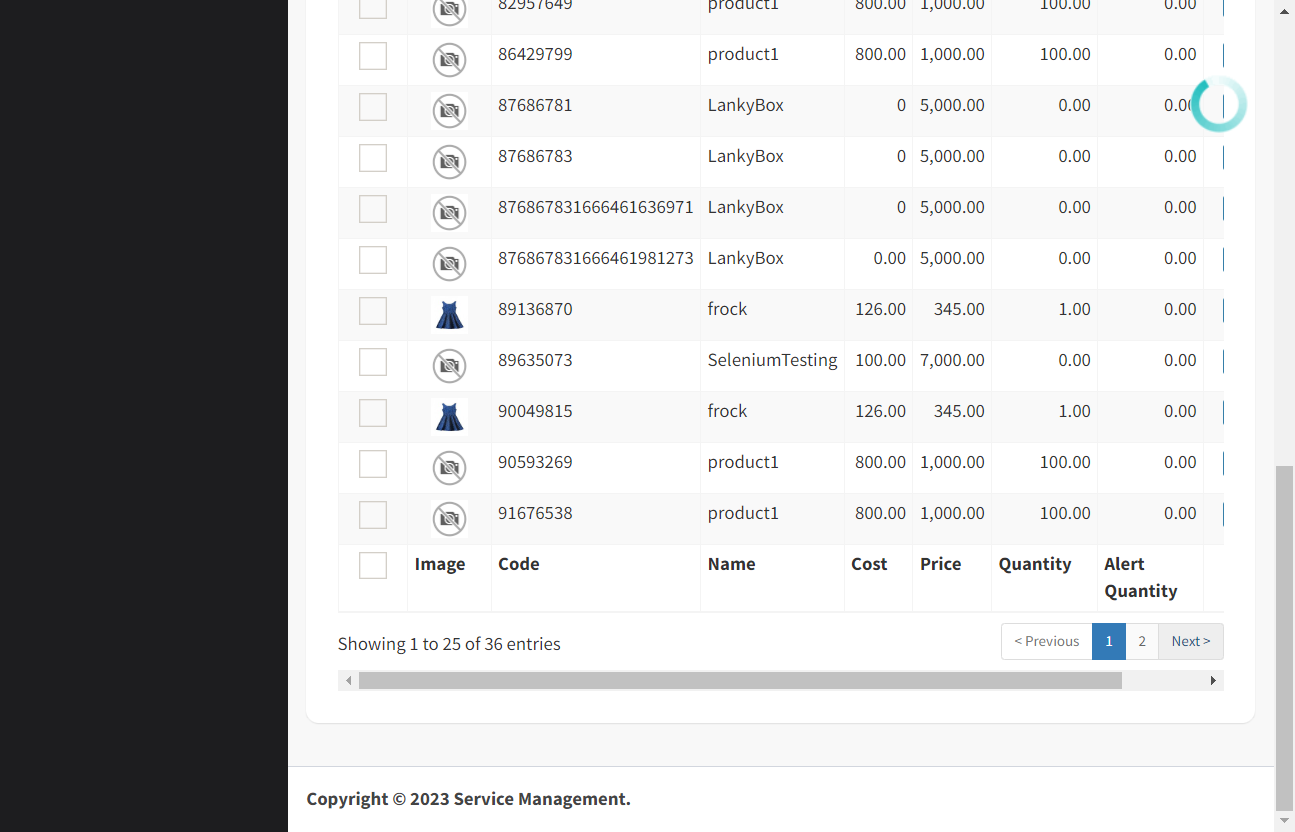 82957649 product1 800.00 1,000.00 100.00 0.00
86429799 product1 800.00 1,000.00 100.00 0.00
87686781 LankyBox 0 5,000.00 0.00 0.00
87686783 LankyBox 0 5,000.00 0.00 0.00
876867831666461636971 LankyBox 0 5,000.00 0.00 0.00
876867831666461981273 LankyBox 0.00 5,000.00 0.00 0.00
89136870 frock 126.00 345.00 1.00 0.00
89635073 SeleniumTesting 100.00 7,000.00 0.00 0.00
90049815 frock 126.00 345.00 1.00 0.00
90593269 product1 800.00 1,000.00 100.00 0.00
91676538 product1 800.00 1,000.00 100.00 0.00
Image Code Name Cost Price Quantity Alert Quantity
Showing 1 to 25 of 36 entries
< Previous 1 2 Next >
Copyright © 2023 Service Management.